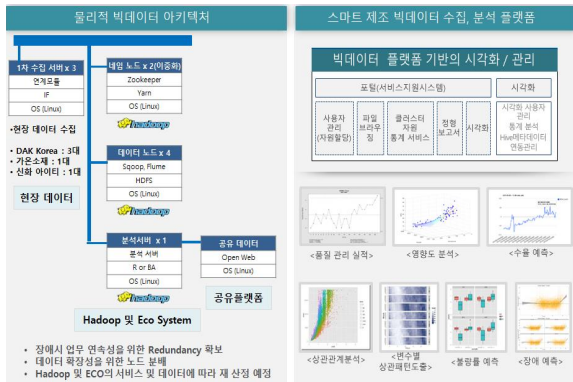 물리적 빅데이터 아키텍처
1차 수집 서버 x 3
연계모듈
IF
OS (Linux)
•현장 데이터 수집
• DAK Korea : 3대
• 가온소재 : 1대
• 신화 아이티 : 1대
현장 데이터
네임 노드 x 2(이중화)
Zookeeper
Yarn
OS (Linux)
hadoop
데이터 노드 x 4
Sqoop, Flume
HDFS
OS (Linux)
hadoop
분석서버 x 1
분석 서버
R or BA
OS (Linux)
hadoop
공유 데이터
Open Web
OS (Linux)
공유플랫폼
Hadoop 및 Eco System
• 장애시 업무 연속성을 위한 Redundancy 확보
• 데이터 확장성을 위한 노드 분배
• Hadoop 및 ECO의 서비스 및 데이터에 따라 재 산정 예정
스마트 제조 빅데이터 수집, 분석 플랫폼
빅데이터 플랫폼 기반의 시각화 / 관리
포털(서비스지원시스템)
시각화
사용자
관리
(자원할당)
파일
브라우
징
클러스터
자원
통계 서비스
정형
보고서
시각화
시각화 사용자
관리
통계 분석
Hive메타데이터
연동관리
<품질 관리 실적>
<영향도 분석>
<수율 예측>
<상관관계분석>
<변수별
상관패턴도출>
<불량률 예측>
<장애 예측>